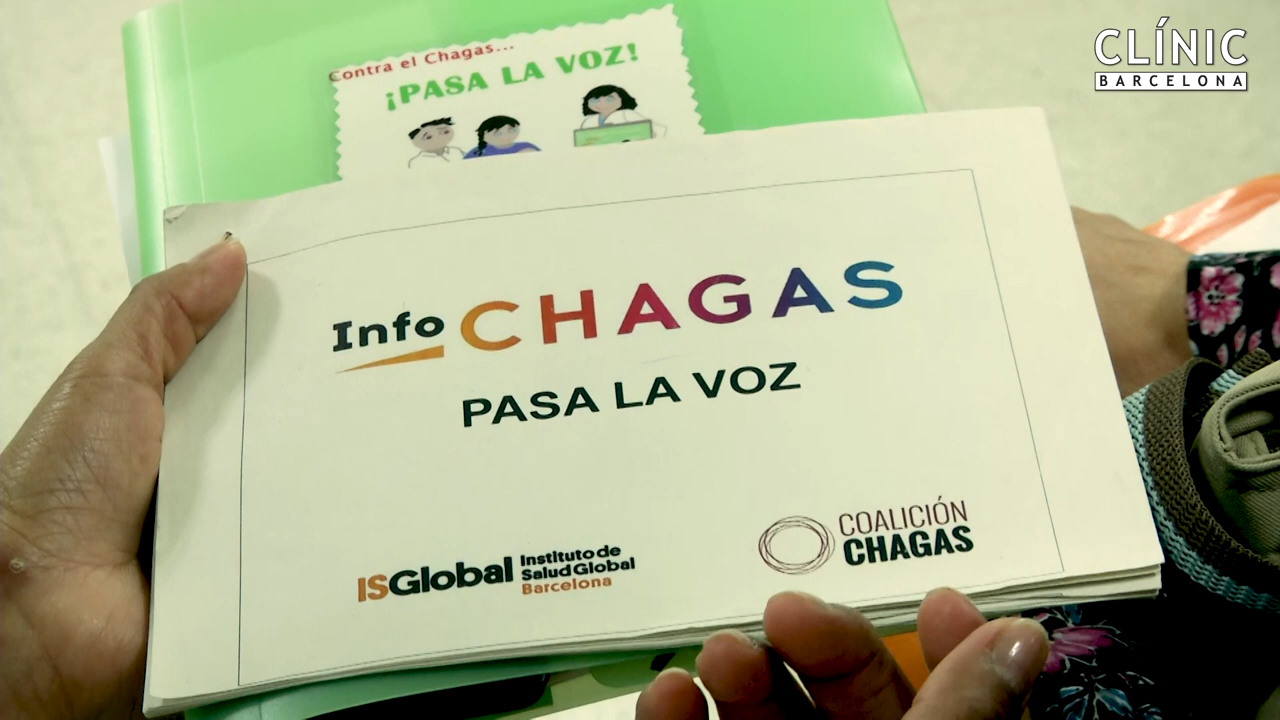 CLÍNIC
BARCELONA
Contra el Chagas...
¡PASA LA VOZ!
Info CHAGAS
PASA LA VOZ
ISGlobal Instituto de
Salud Global
Barcelona
COALICIÓN
CHAGAS